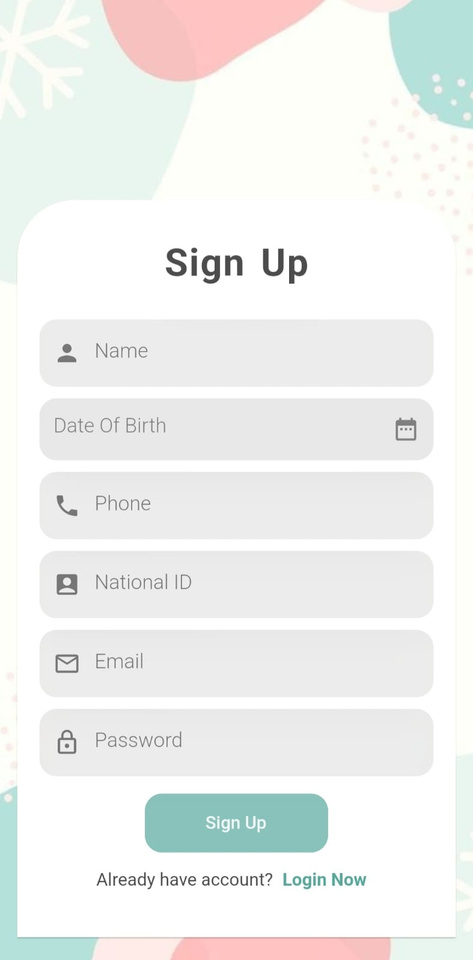 Sign Up
Name
Date Of Birth
Phone
National ID
Email
Password
Sign Up
Already have account? Login Now